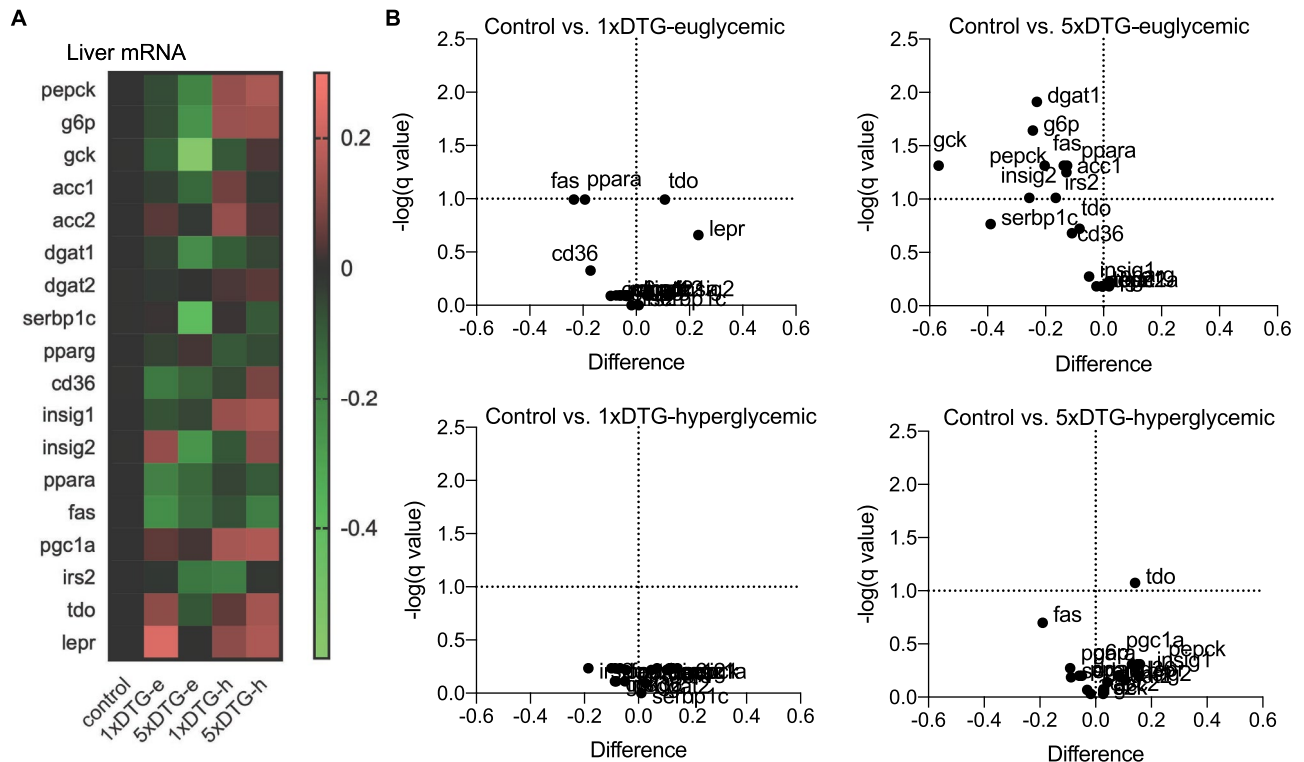 A
Liver mRNA
pepck
g6p
gck
acc1
acc2
dgat1
dgat2
serbp1c
pparg
cd36
insig1
insig2
ppara
fas
pgc1a
irs2
tdo
lepr
control
1xDTG-e
5xDTG-e
1xDTG-h
5xDTG-h
0.2
0
-0.2
-0.4
B
Control vs. 1xDTG-euglycemic
2.5
2.0
1.5
1.0
0.5
0.0
-log(q value)
fas ppara tdo
lepr
cd36
serbp1c
-0.6 -0.4 -0.2 0.0 0.2 0.4 0.6
Difference
Control vs. 5xDTG-euglycemic
2.5
2.0
1.5
1.0
0.5
0.0
-log(q value)
dgat1
g6p
gck
fas
ppara
pepck
acc1
insig2
irs2
tdo
serbp1c
cd36
insig1
-0.6 -0.4 -0.2 0.0 0.2 0.4 0.6
Difference
Control vs. 1xDTG-hyperglycemic
2.5
2.0
1.5
1.0
0.5
0.0
-log(q value)
serbp1c
-0.6 -0.4 -0.2 0.0 0.2 0.4 0.6
Difference
Control vs. 5xDTG-hyperglycemic
2.5
2.0
1.5
1.0
0.5
0.0
-log(q value)
tdo
fas
pgc1a
pepck
insig1
-0.6 -0.4 -0.2 0.0 0.2 0.4 0.6
Difference